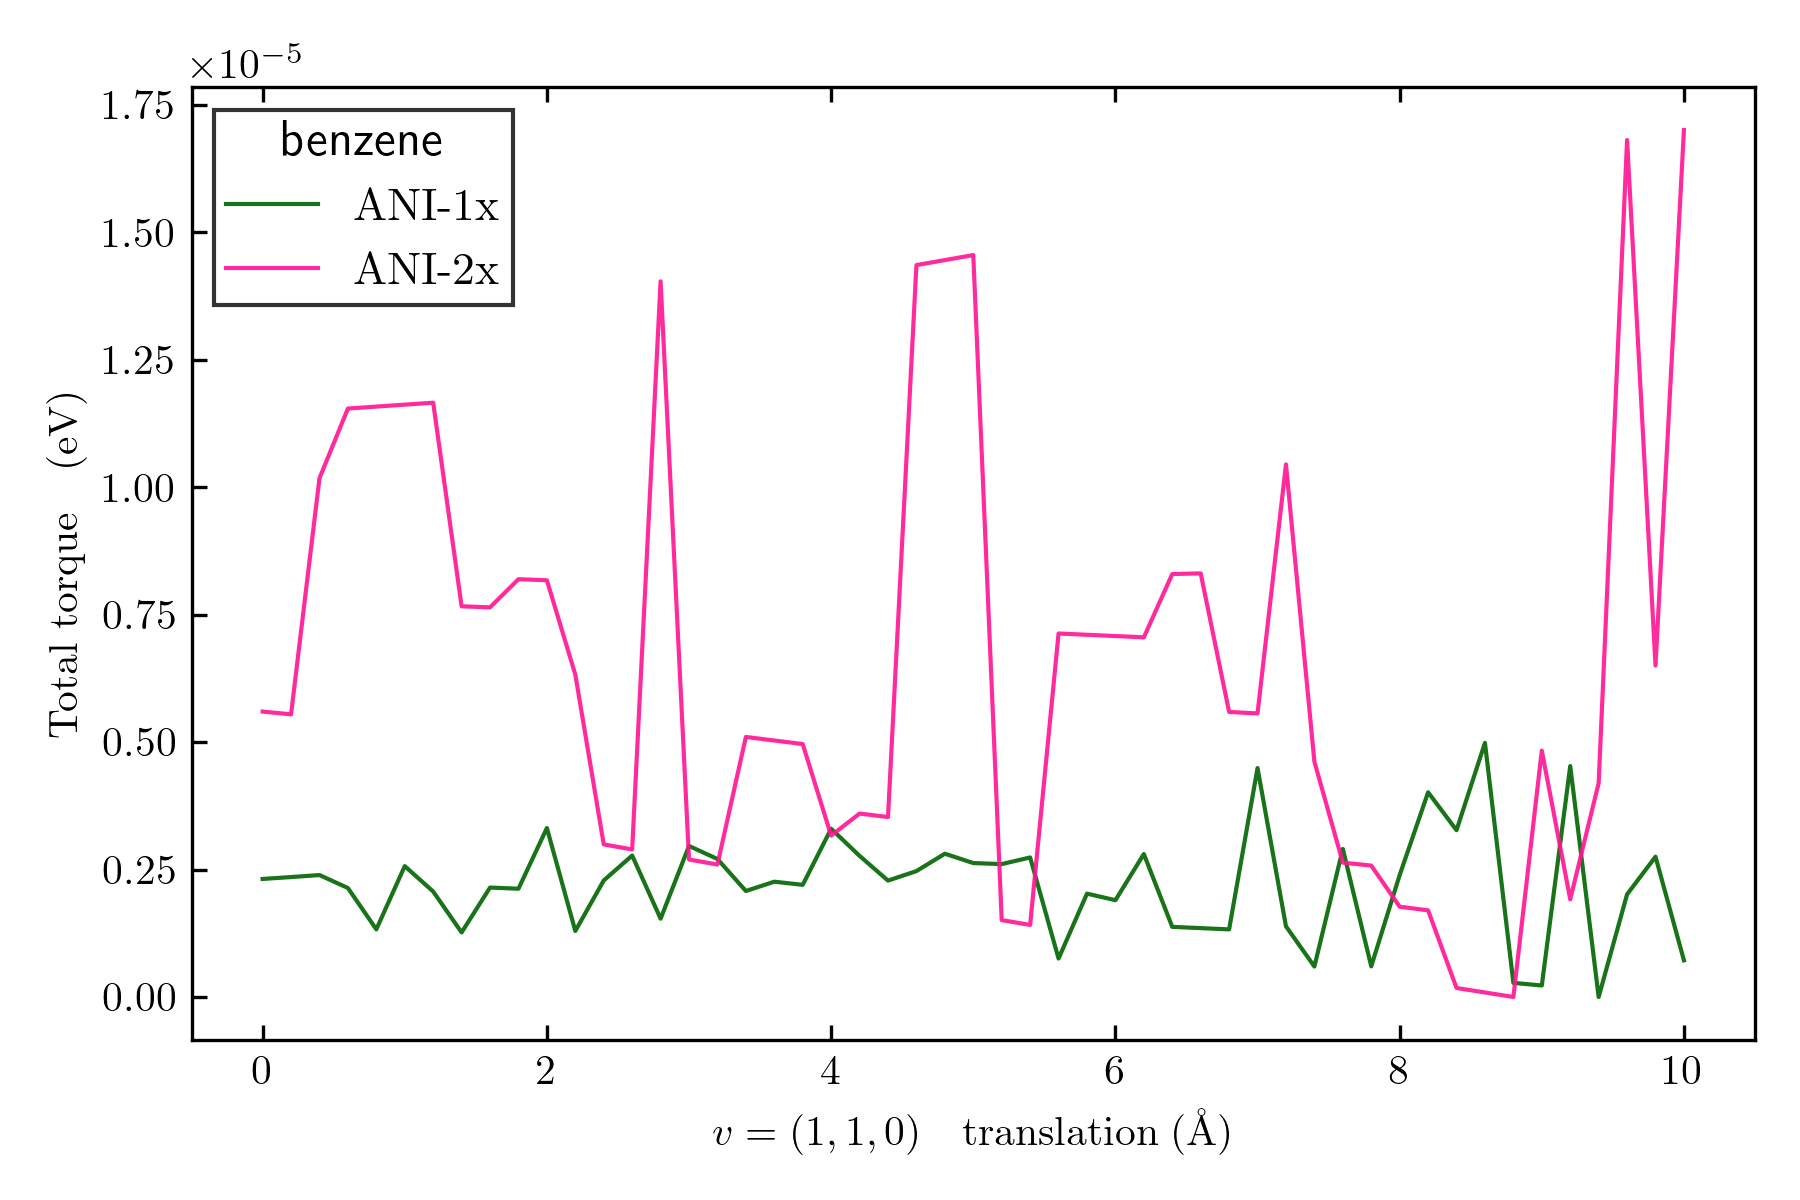 ×10⁻⁵
1.75
1.50
1.25
1.00
0.75
0.50
0.25
0.00
Total torque (eV)
benzene
ANI-1x
ANI-2x
0 2 4 6 8 10
v = (1, 1, 0) translation (Å)